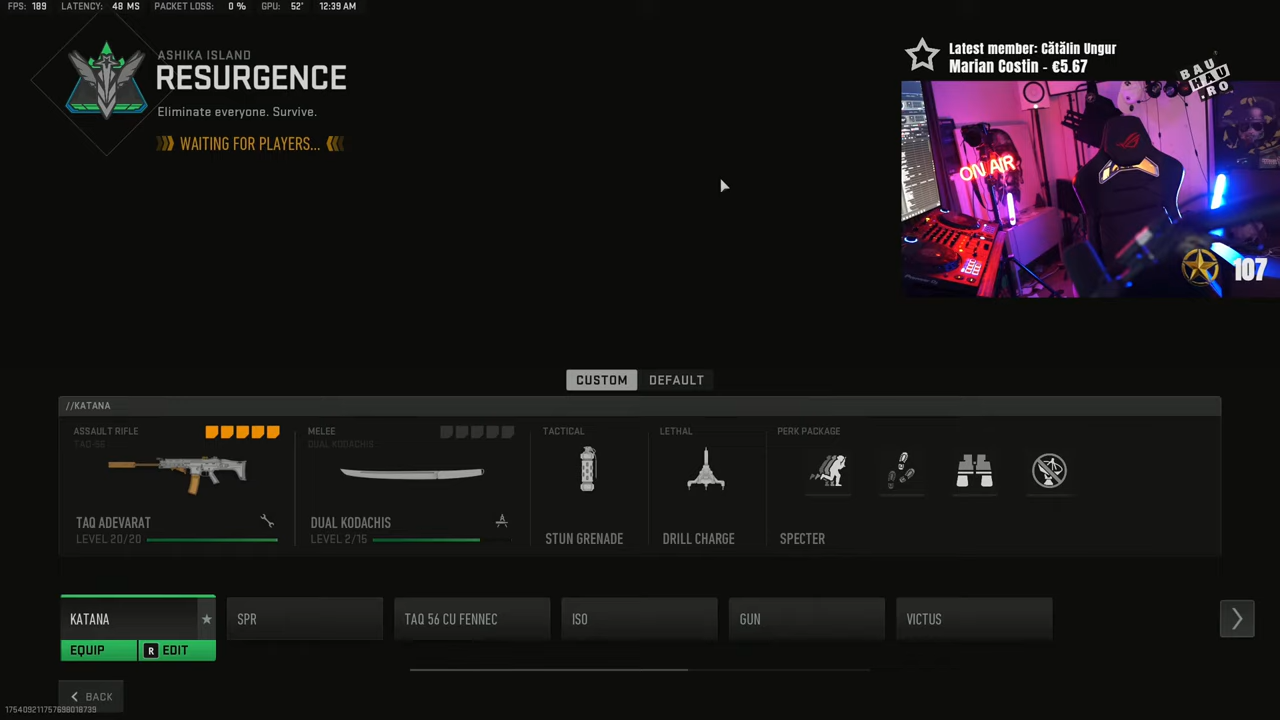 FPS: 189 LATENCY: 48 MS PACKET LOSS: 0 % GPU: 52° 12:39 AM
ASHIKA ISLAND
RESURGENCE
Eliminate everyone. Survive.
WAITING FOR PLAYERS...
Latest member: Cătălin Ungur
Marian Costin - €5.67
BAU
HAU
.RO
ON AIR
107
CUSTOM DEFAULT
//KATANA
ASSAULT RIFLE MELEE TACTICAL LETHAL PERK PACKAGE
TAQ-56 DUAL KODACHIS
TAQ ADEVARAT DUAL KODACHIS
LEVEL 20/20 LEVEL 2/15 STUN GRENADE DRILL CHARGE SPECTER
KATANA SPR TAQ 56 CU FENNEC ISO GUN VICTUS
EQUIP R EDIT
BACK